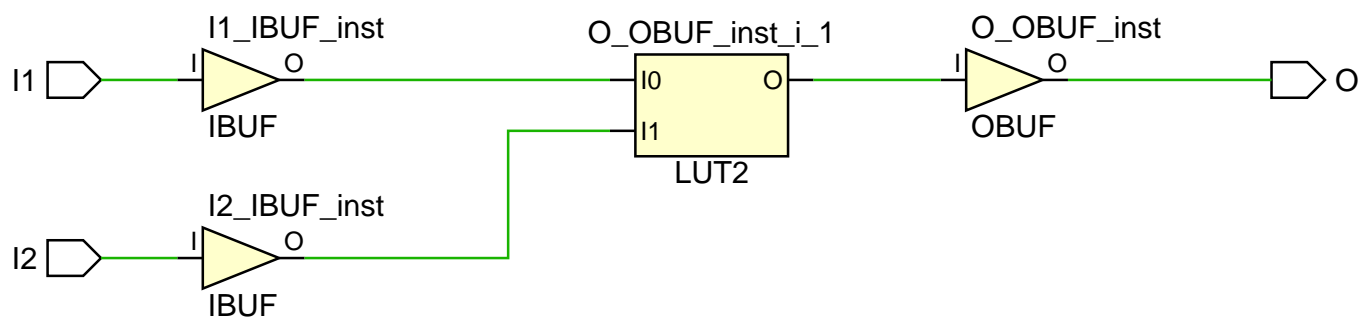 I1_IBUF_inst
O_OBUF_inst_i_1
O_OBUF_inst
I1
I
O
I0
O
I
O
O
IBUF
I1
OBUF
LUT2
I2_IBUF_inst
I2
I
O
IBUF